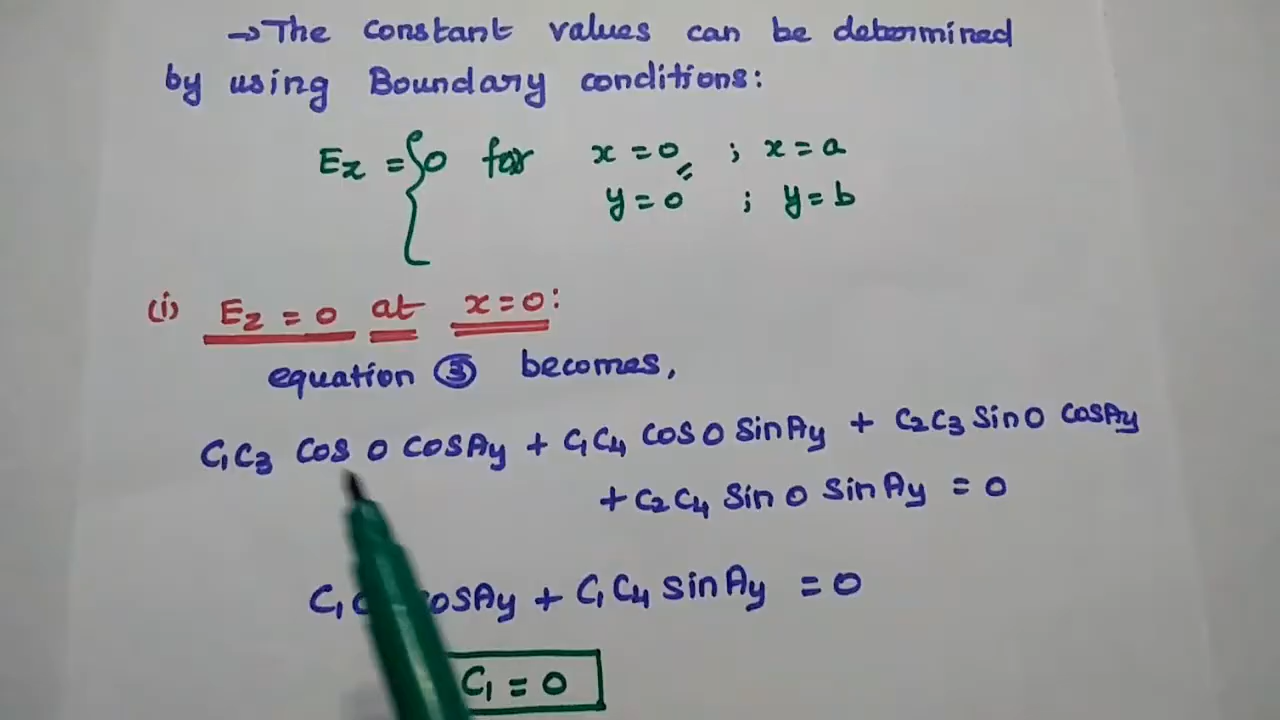 → The constant values can be determined
by using Boundary conditions:
Ez = { 0 for x = 0 ; x = a
y = 0 ; y = b
(i) Ez = 0 at x = 0 :
equation ③ becomes,
C₁C₃ cos 0 cosAy + C₁C₄ cos 0 sinAy + C₂C₃ Sin 0 cosAy
+ C₂C₄ Sin 0 sinAy = 0
C₁ cosAy + C₁C₄ sinAy = 0
C₁ = 0